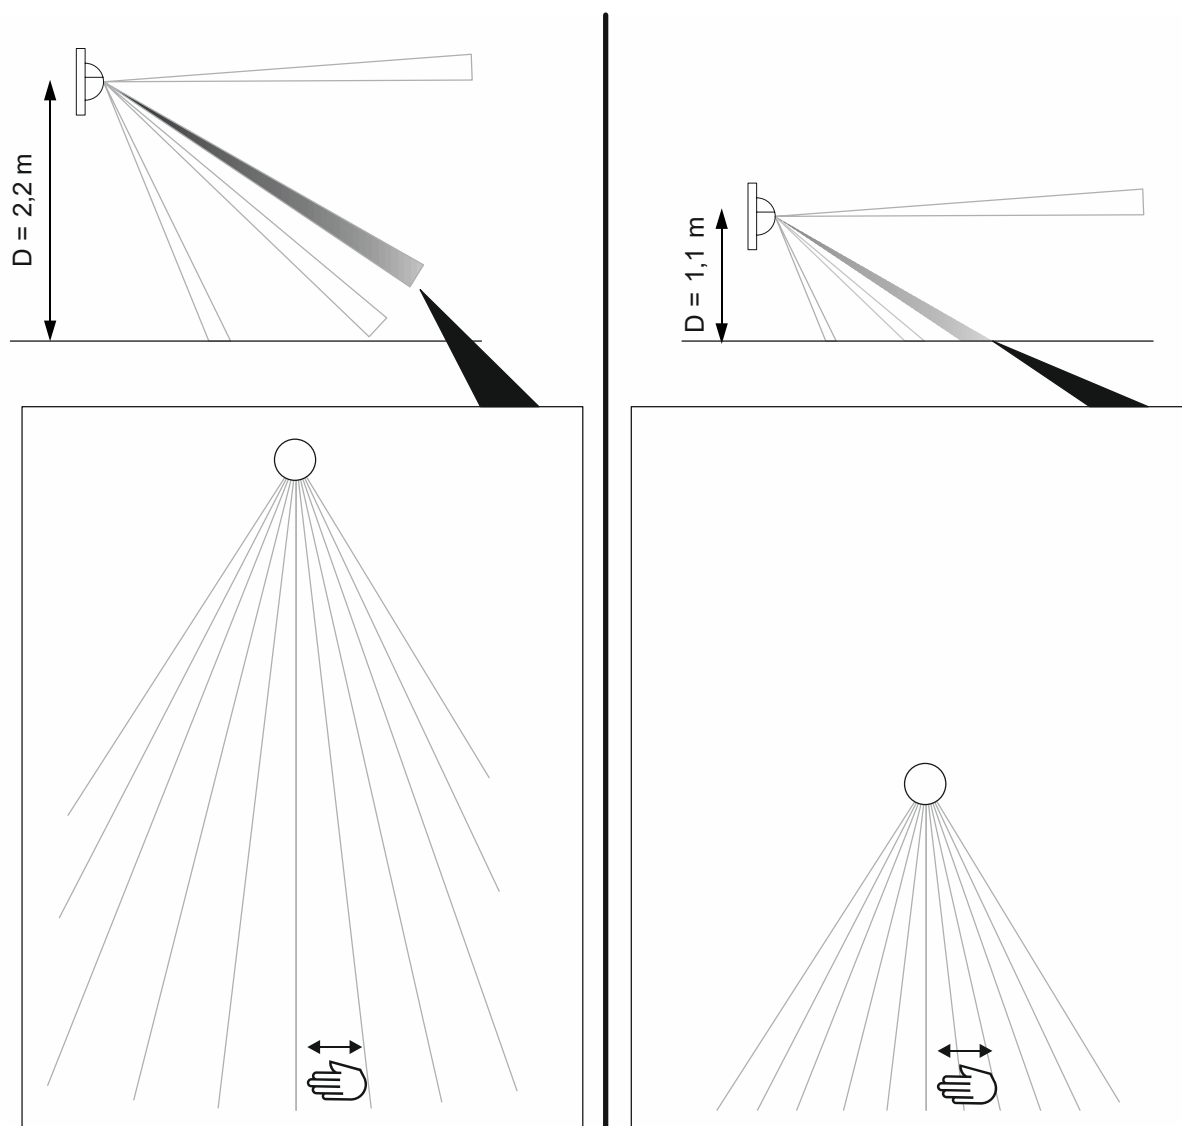 D = 2,2 m
D = 1,1 m